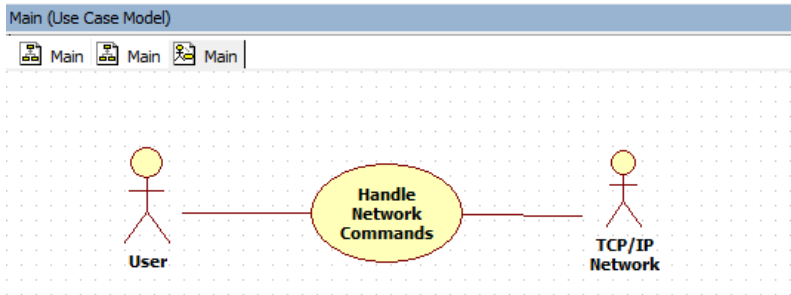 Main (Use Case Model)
Main Main Main
Handle
Network
Commands
User
TCP/IP
Network